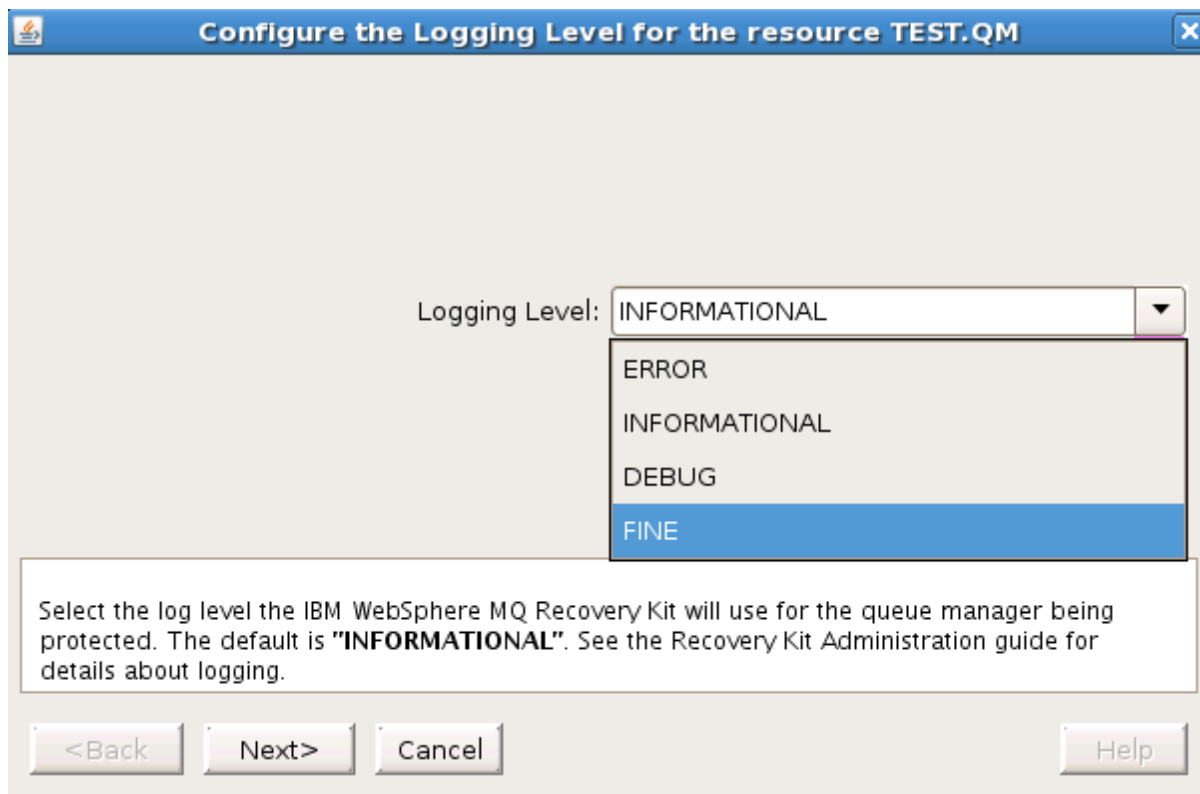 Configure the Logging Level for the resource TEST.QM
Logging Level: INFORMATIONAL
ERROR
INFORMATIONAL
DEBUG
FINE
Select the log level the IBM WebSphere MQ Recovery Kit will use for the queue manager being
protected. The default is "INFORMATIONAL". See the Recovery Kit Administration guide for
details about logging.
<Back Next> Cancel Help